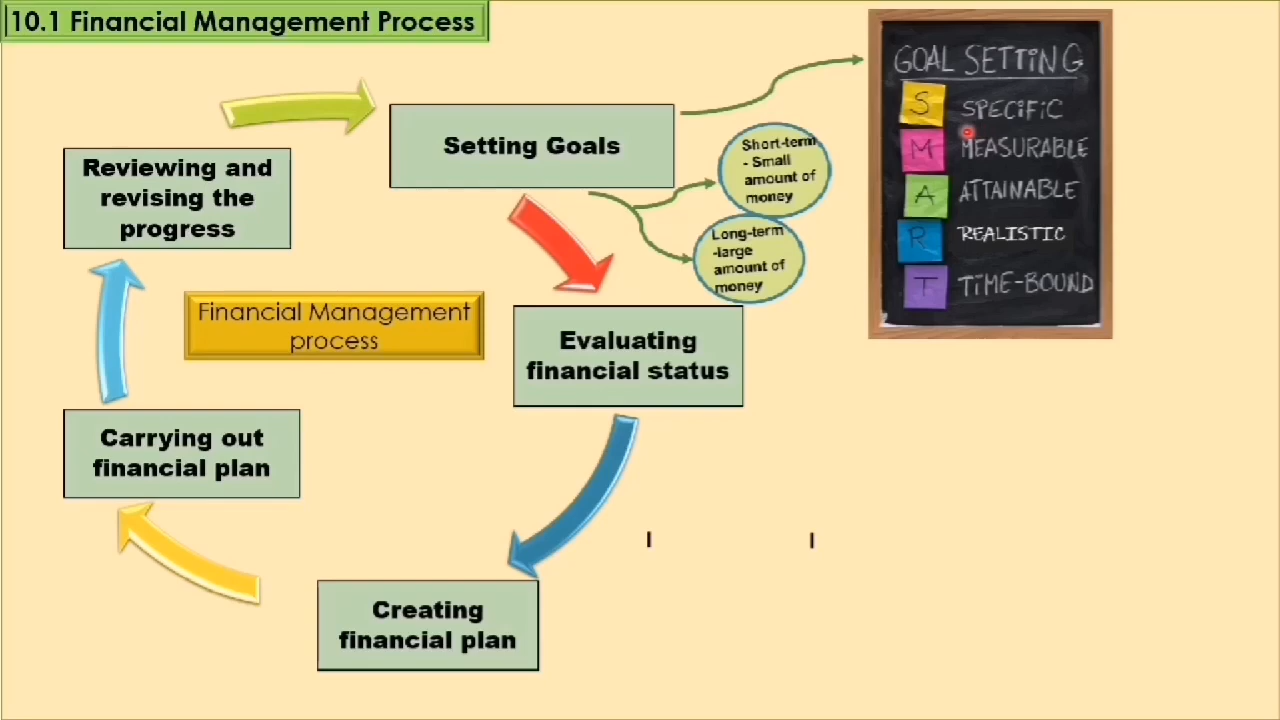 10.1 Financial Management Process
Setting Goals
Short-term
- Small
amount of
money
Long-term
-large
amount of
money
GOAL SETTING
S SPECIFIC
M MEASURABLE
A ATTAINABLE
R REALISTIC
T TIME-BOUND
Reviewing and
revising the
progress
Financial Management
process
Evaluating
financial status
Carrying out
financial plan
Creating
financial plan